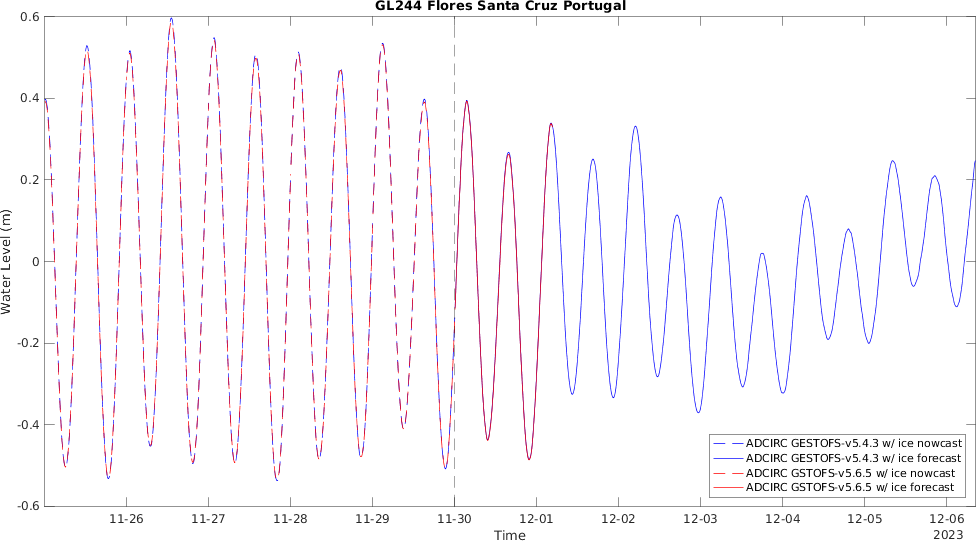 GL244 Flores Santa Cruz Portugal
Water Level (m)
0.6
0.4
0.2
0
-0.2
-0.4
-0.6
ADCIRC GESTOFS-v5.4.3 w/ ice nowcast
ADCIRC GESTOFS-v5.4.3 w/ ice forecast
ADCIRC GSTOFS-v5.6.5 w/ ice nowcast
ADCIRC GSTOFS-v5.6.5 w/ ice forecast
11-26 11-27 11-28 11-29 11-30 12-01 12-02 12-03 12-04 12-05 12-06
2023
Time